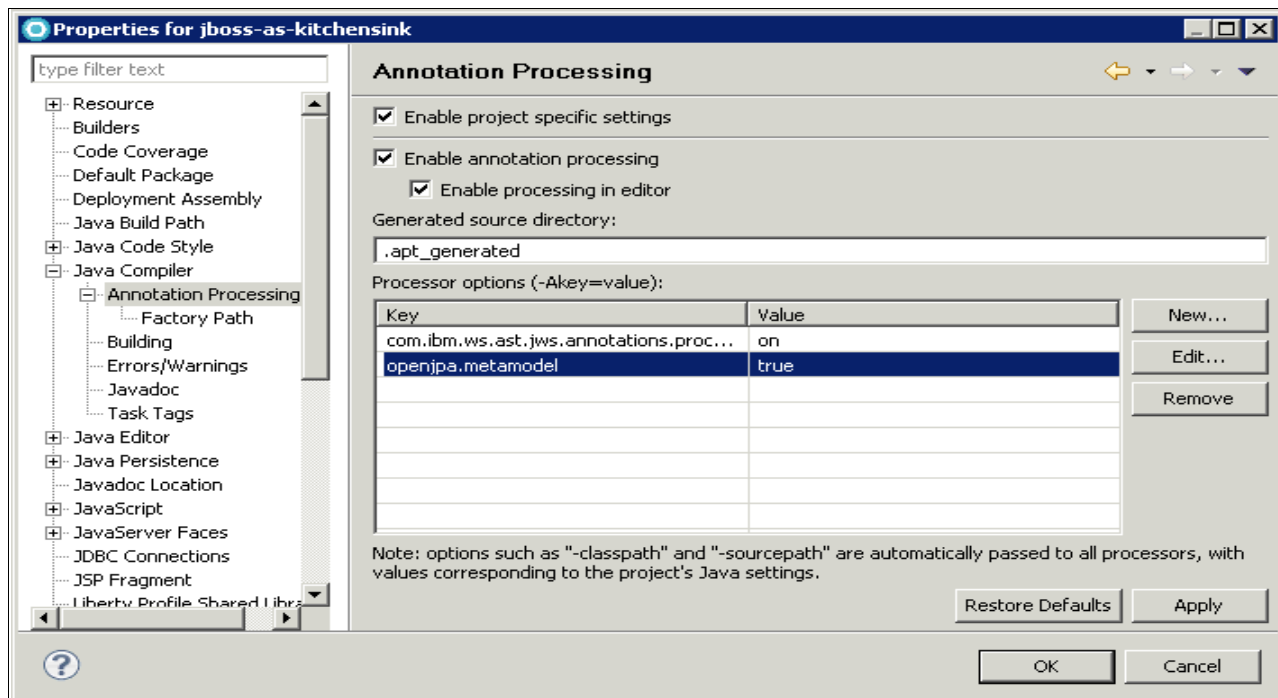 Properties for jboss-as-kitchensink
type filter text
Resource
Builders
Code Coverage
Default Package
Deployment Assembly
Java Build Path
Java Code Style
Java Compiler
Annotation Processing
Factory Path
Building
Errors/Warnings
Javadoc
Task Tags
Java Editor
Java Persistence
Javadoc Location
JavaScript
JavaServer Faces
JDBC Connections
JSP Fragment
Liberty Profile Shared Libra
Annotation Processing
Enable project specific settings
Enable annotation processing
Enable processing in editor
Generated source directory:
.apt_generated
Processor options (-Akey=value):
Key Value
com.ibm.ws.ast.jws.annotations.proc... on
openjpa.metamodel true
New...
Edit...
Remove
Note: options such as "-classpath" and "-sourcepath" are automatically passed to all processors, with
values corresponding to the project's Java settings.
Restore Defaults Apply
? OK Cancel